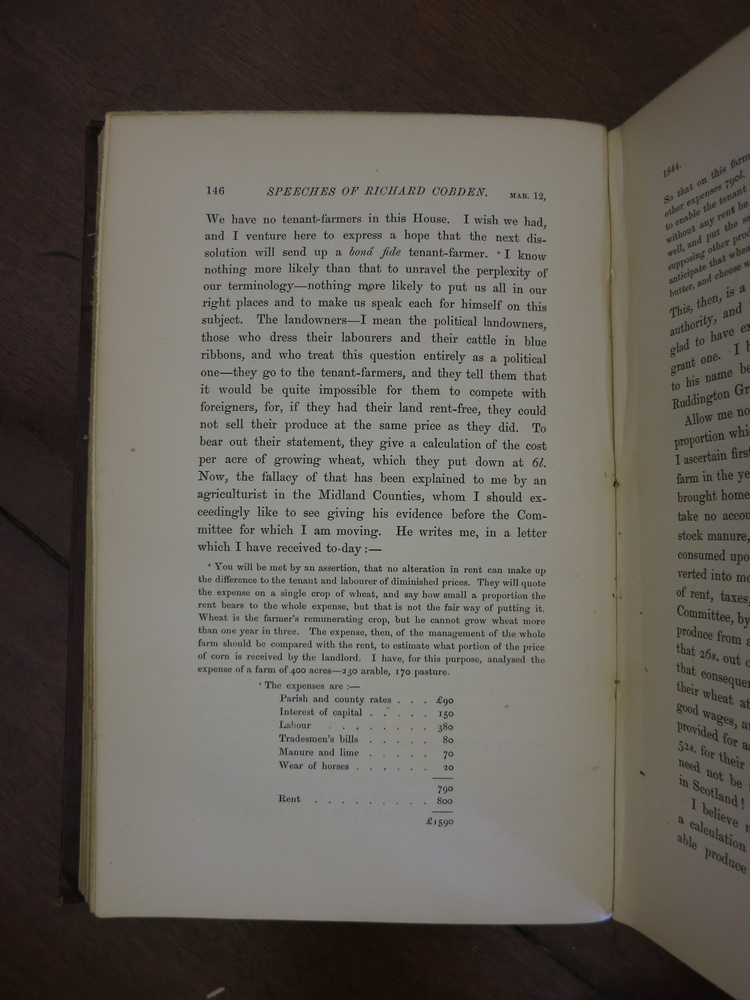 146 SPEECHES OF RICHARD COBDEN. MAR. 12,
We have no tenant-farmers in this House. I wish we had,
and I venture here to express a hope that the next dis-
solution will send up a bonâ fide tenant-farmer. I know
nothing more likely than that to unravel the perplexity of
our terminology—nothing more likely to put us all in our
right places and to make us speak each for himself on this
subject. The landowners—I mean the political landowners,
those who dress their labourers and their cattle in blue
ribbons, and who treat this question entirely as a political
one—they go to the tenant-farmers, and they tell them that
it would be quite impossible for them to compete with
foreigners, for, if they had their land rent-free, they could
not sell their produce at the same price as they did. To
bear out their statement, they give a calculation of the cost
per acre of growing wheat, which they put down at 6l.
Now, the fallacy of that has been explained to me by an
agriculturist in the Midland Counties, whom I should ex-
ceedingly like to see giving his evidence before the Com-
mittee for which I am moving. He writes me, in a letter
which I have received to-day:—
‘ You will be met by an assertion, that no alteration in rent can make up
the difference to the tenant and labourer of diminished prices. They will quote
the expense on a single crop of wheat, and say how small a proportion the
rent bears to the whole expense, but that is not the fair way of putting it.
Wheat is the farmer's remunerating crop, but he cannot grow wheat more
than one year in three. The expense, then, of the management of the whole
farm should be compared with the rent, to estimate what portion of the price
of corn is received by the landlord. I have, for this purpose, analysed the
expense of a farm of 400 acres—230 arable, 170 pasture.
‘ The expenses are :—
Parish and county rates . . . £90
Interest of capital . . . . . 150
Labour . . . . . . . 380
Tradesmen's bills . . . . . 80
Manure and lime . . . . . 70
Wear of horses . . . . . . 20
790
Rent . . . . . . . . 800
£1590
1844.
So that on this farm
other expenses 790l.
to enable the tenant
without any rent he
well, and put the
supposing other
anticipate that
butter, and cheese
This, then, is a
authority, and
glad to have
grant one. I
to his name
Ruddington
Allow me
proportion
I ascertain
farm in the
brought home
take no
stock manure,
consumed
verted into
of rent, taxes,
Committee, by
produce from
that 26s. out
that
their wheat at
good wages,
provided for
52s. for their
need not be
in Scotland!
I believe
a calculation
able produce